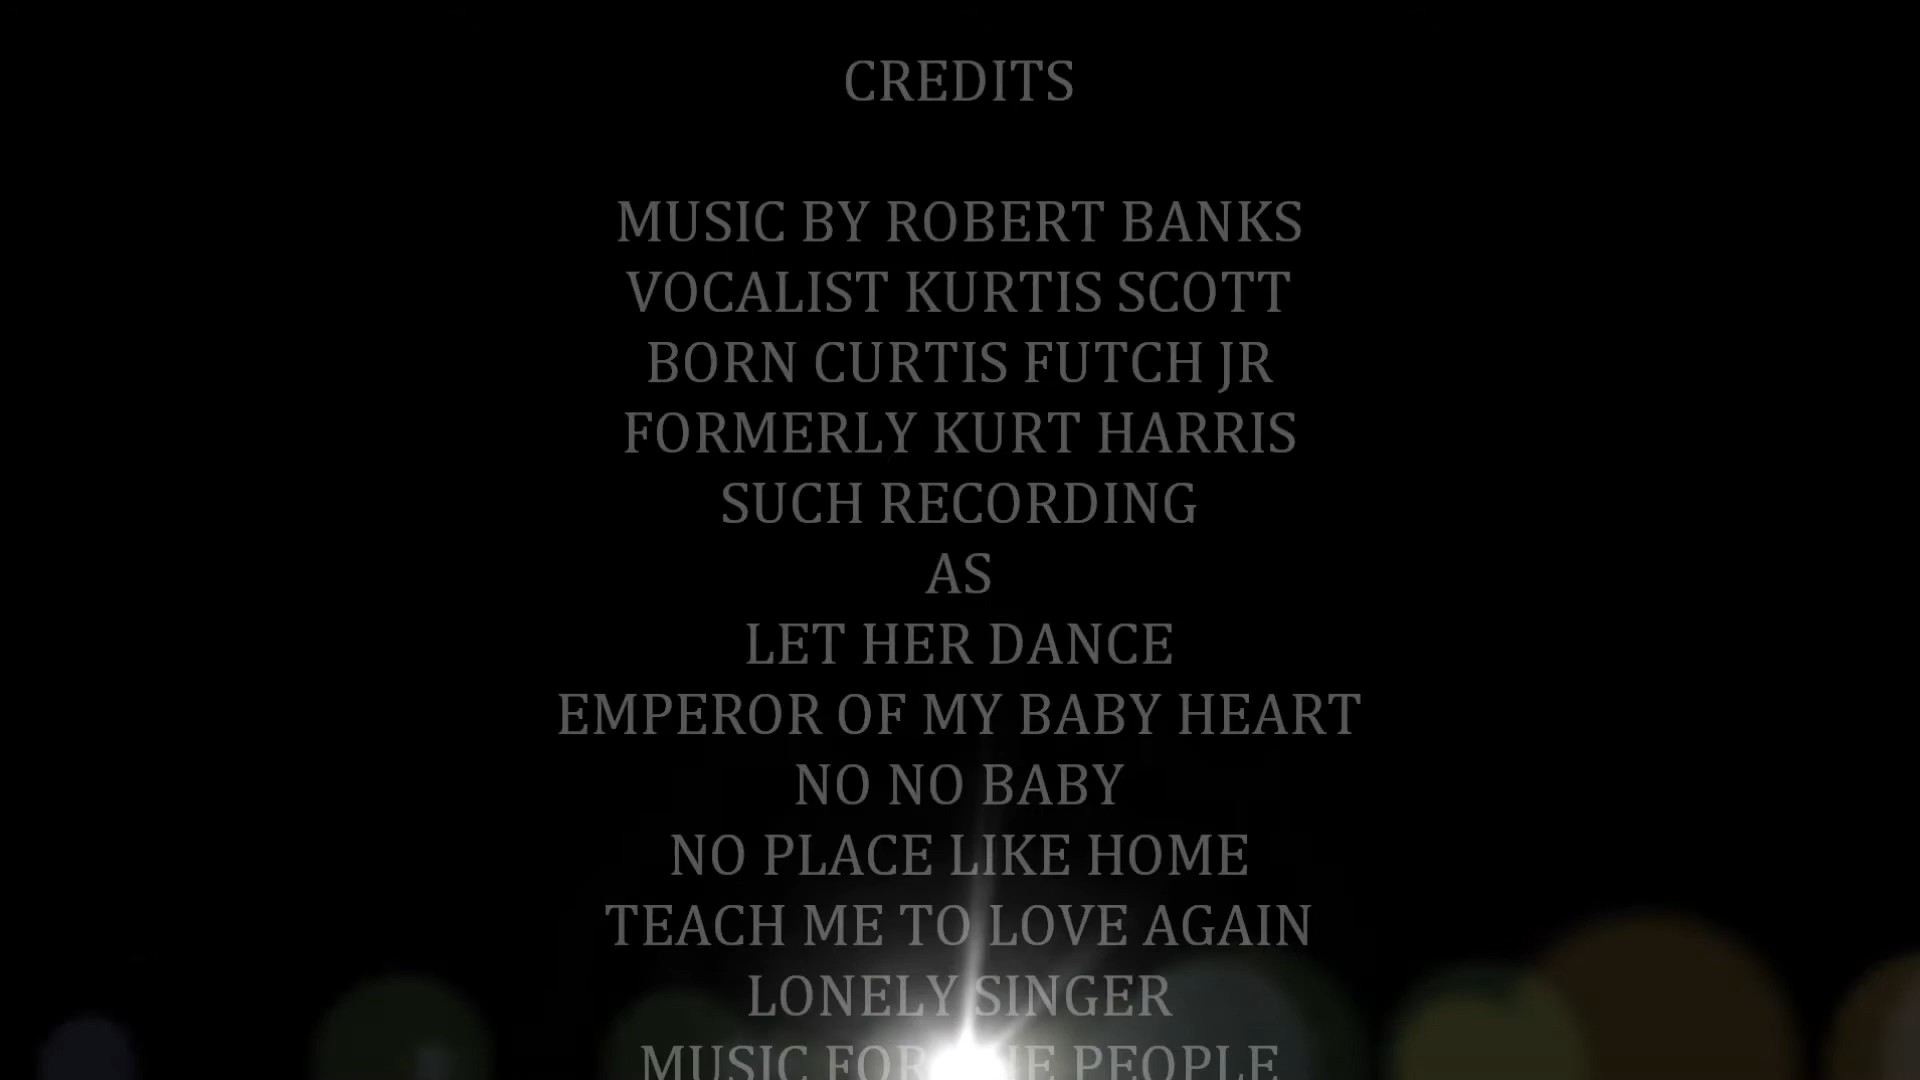 CREDITS
MUSIC BY ROBERT BANKS
VOCALIST KURTIS SCOTT
BORN CURTIS FUTCH JR
FORMERLY KURT HARRIS
SUCH RECORDING
AS
LET HER DANCE
EMPEROR OF MY BABY HEART
NO NO BABY
NO PLACE LIKE HOME
TEACH ME TO LOVE AGAIN
LONELY SINGER
MUSIC FOR THE PEOPLE